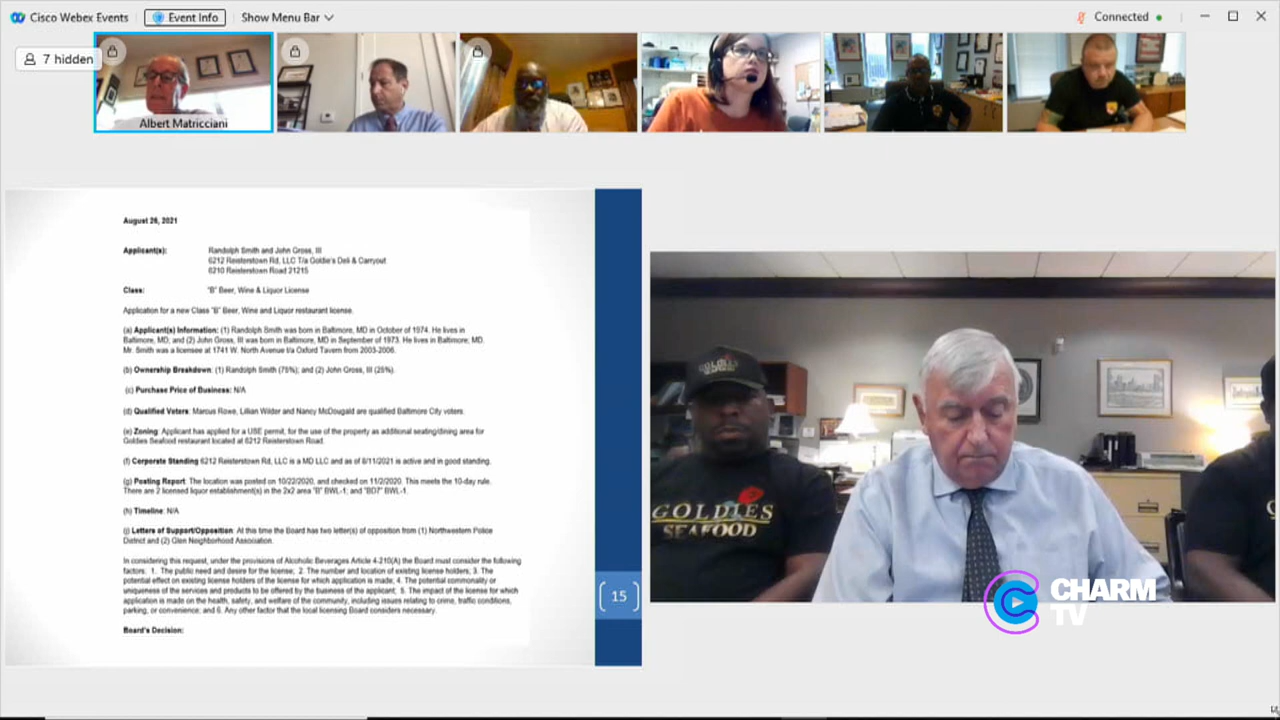 Cisco Webex Events
Event Info
Show Menu Bar
Connected
7 hidden
Albert Matricciani
August 26, 2021
Applicant(s): Randolph Smith and John Gross, III
6212 Reisterstown Rd, LLC T/a Goldie's Deli & Carryout
6210 Reisterstown Road 21215
Class: "B" Beer, Wine & Liquor License
Application for a new Class "B" Beer, Wine and Liquor restaurant license.
(a) Applicant(s) Information: (1) Randolph Smith was born in Baltimore, MD in October of 1974. He lives in
Baltimore, MD; and (2) John Gross, III was born in Baltimore, MD in September of 1973. He lives in Baltimore, MD.
Mr. Smith was a licensee at 1741 W. North Avenue t/a Oxford Tavern from 2003-2006.
(b) Ownership Breakdown: (1) Randolph Smith (75%); and (2) John Gross, III (25%).
(c) Purchase Price of Business: N/A
(d) Qualified Voters: Marcus Rowe, Lillian Wilder and Nancy McDougald are qualified Baltimore City voters.
(e) Zoning: Applicant has applied for a USE permit, for the use of the property as additional seating/dining area for
Goldies Seafood restaurant located at 6212 Reisterstown Road.
(f) Corporate Standing 6212 Reisterstown Rd, LLC is a MD LLC and as of 8/11/2020 is active and in good standing.
(g) Posting Report: The location was posted on 10/22/2020, and checked on 11/2/2020. This meets the 10-day rule.
There are 2 licensed liquor establishment(s) in the 2x2 area "B" BWL-1; and "BD7" BWL-1.
(h) Timeline: N/A
(i) Letters of Support/Opposition: At this time the Board has two letter(s) of opposition from (1) Northwestern Police
District and (2) Glen Neighborhood Association.
In considering this request, under the provisions of Alcoholic Beverages Article 4-210(A) the Board must consider the following
factors: 1. The public need and desire for the license; 2. The number and location of existing license holders; 3. The
potential effect on existing license holders of the license for which application is made; 4. The potential commonality or
uniqueness of the services and products to be offered by the business of the applicant; 5. The impact of the license for which
application is made on the health, safety, and welfare of the community, including issues relating to crime, traffic conditions,
parking, or convenience; and 6. Any other factor that the local licensing Board considers necessary.
Board's Decision:
15
GOLDIES
SEAFOOD
GOLDIES
SEAFOOD
CHARM
TV